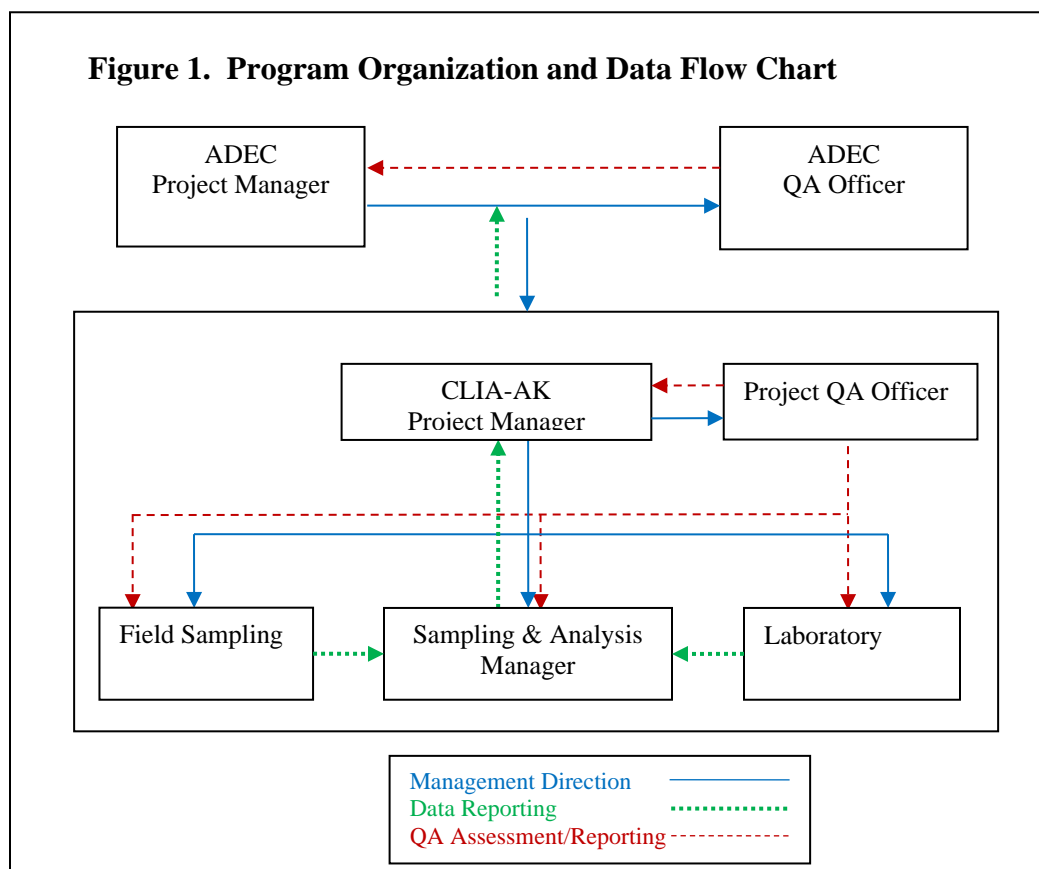 Figure 1.  Program Organization and Data Flow Chart
ADEC
Project Manager
ADEC
QA Officer
CLIA-AK
Project Manager
Project QA Officer
Field Sampling
Sampling & Analysis
Manager
Laboratory
Management Direction
Data Reporting
QA Assessment/Reporting